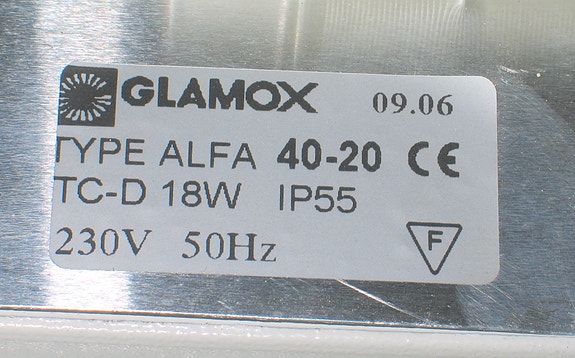 GLAMOX 09.06
TYPE ALFA 40-20 CE
TC-D 18W IP55
230V 50Hz F